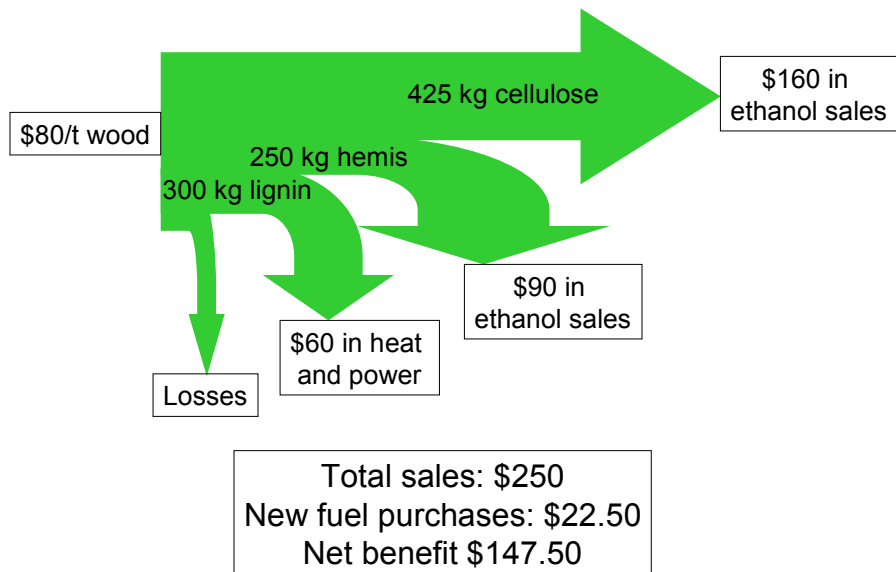 425 kg cellulose
$160 in
ethanol sales
$80/t wood
250 kg hemis
300 kg lignin
$90 in
ethanol sales
$60 in heat
and power
Losses
Total sales: $250
New fuel purchases: $22.50
Net benefit $147.50